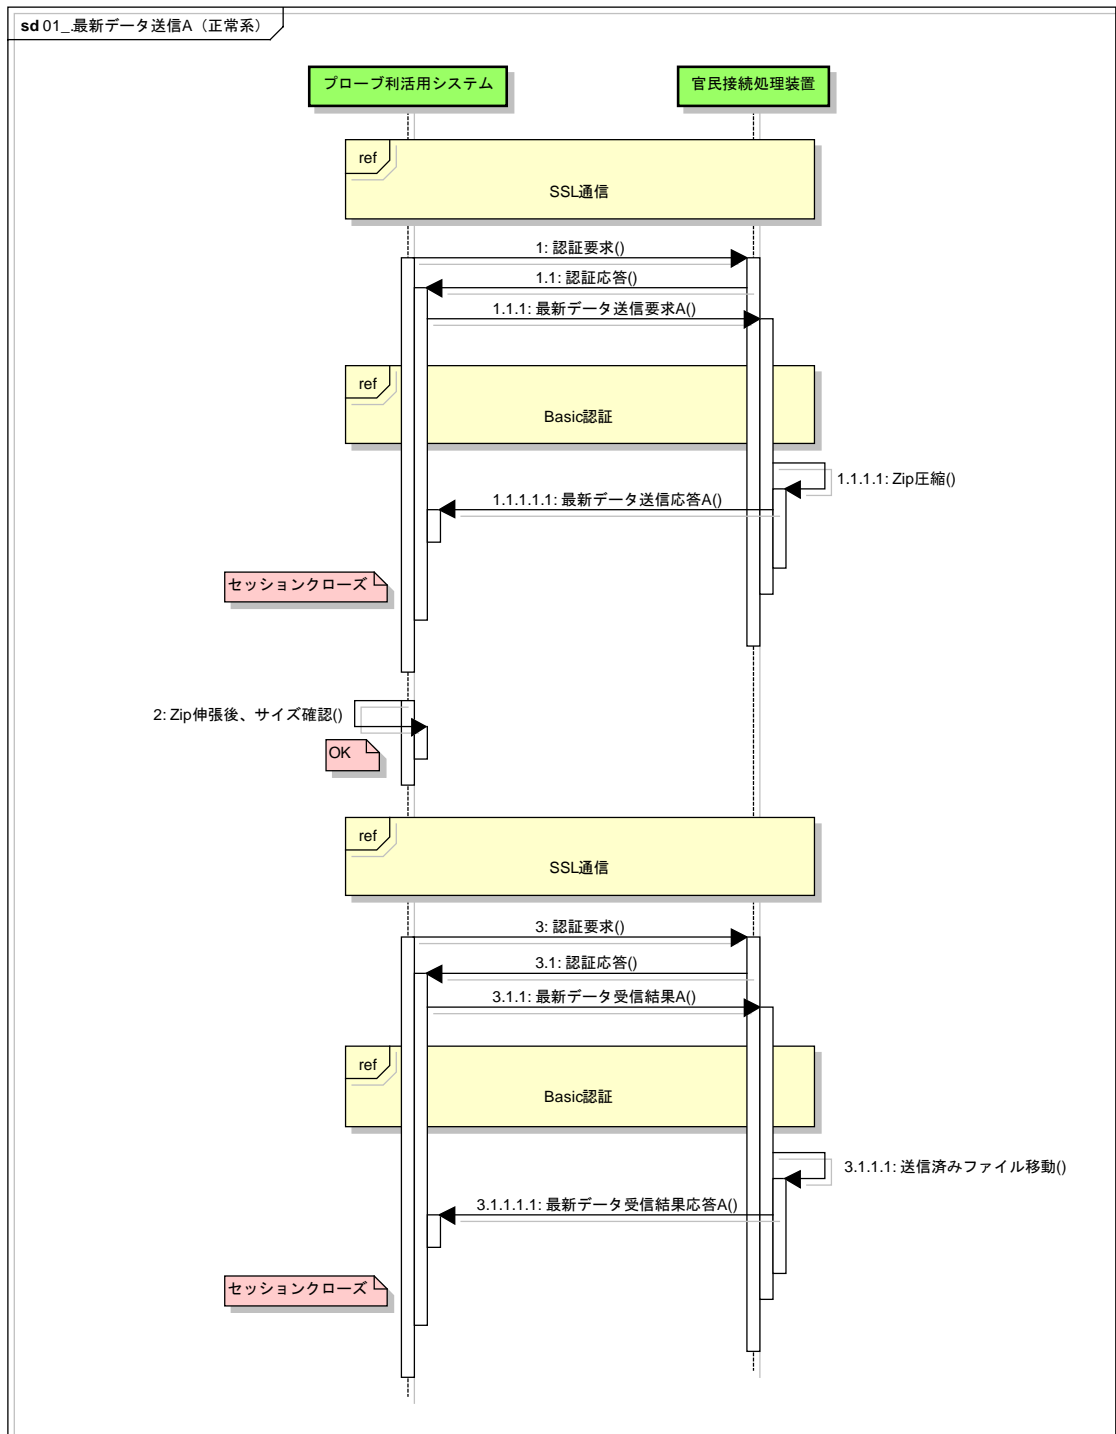 sd 01_.最新データ送信A（正常系）
プローブ利活用システム
官民接続処理装置
ref
SSL通信
1: 認証要求()
1.1: 認証応答()
1.1.1: 最新データ送信要求A()
ref
Basic認証
1.1.1.1: Zip圧縮()
1.1.1.1.1: 最新データ送信応答A()
セッションクローズ
2: Zip伸張後、サイズ確認()
OK
ref
SSL通信
3: 認証要求()
3.1: 認証応答()
3.1.1: 最新データ受信結果A()
ref
Basic認証
3.1.1.1: 送信済みファイル移動()
3.1.1.1.1: 最新データ受信結果応答A()
セッションクローズ